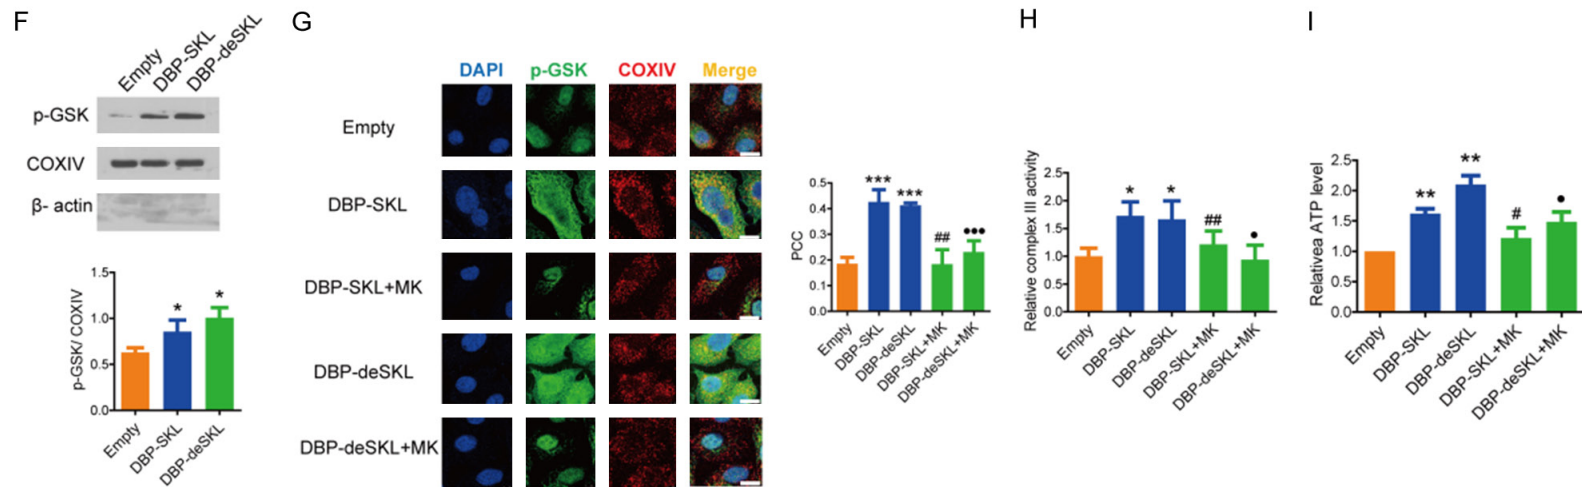 F
Empty
DBP-SKL
DBP-deSKL
p-GSK
COXIV
β- actin
p-GSK/ COXIV
1.5
1.0
0.5
0.0
*
*
Empty
DBP-SKL
DBP-deSKL
G
DAPI p-GSK COXIV Merge
Empty
DBP-SKL
DBP-SKL+MK
DBP-deSKL
DBP-deSKL+MK
PCC
0.5
0.4
0.3
0.2
0.1
0.0
*** *** ## •••
Empty
DBP-SKL
DBP-deSKL
DBP-SKL+MK
DBP-deSKL+MK
H
Relative complex III activity
2.5
2.0
1.5
1.0
0.5
0.0
* * ## •
Empty
DBP-SKL
DBP-deSKL
DBP-SKL+MK
DBP-deSKL+MK
I
Relativea ATP level
2.5
2.0
1.5
1.0
0.5
0.0
** ** # •
Empty
DBP-SKL
DBP-deSKL
DBP-SKL+MK
DBP-deSKL+MK